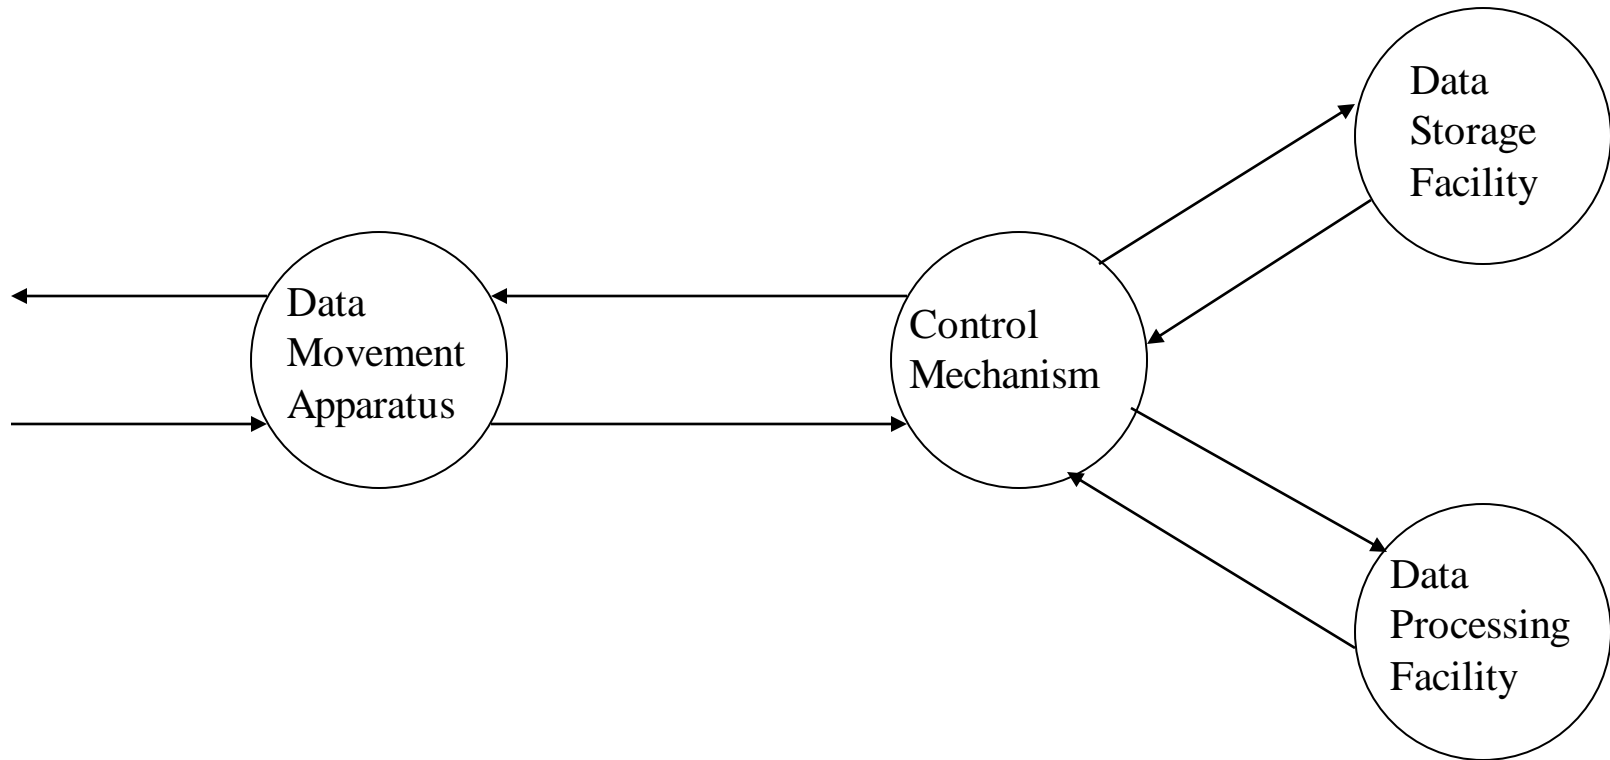 Data
Movement
Apparatus
Control
Mechanism
Data
Storage
Facility
Data
Processing
Facility